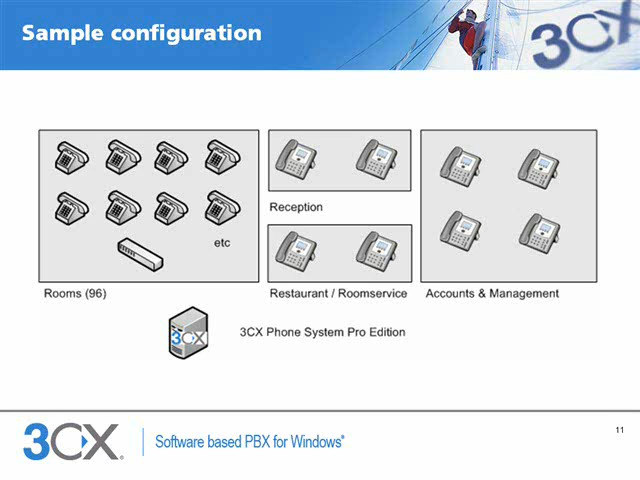 Sample configuration
3CX
etc
Reception
Rooms (96)
Restaurant / Roomservice
Accounts & Management
3CX
3CX Phone System Pro Edition
11
3CX®
Software based PBX for Windows®